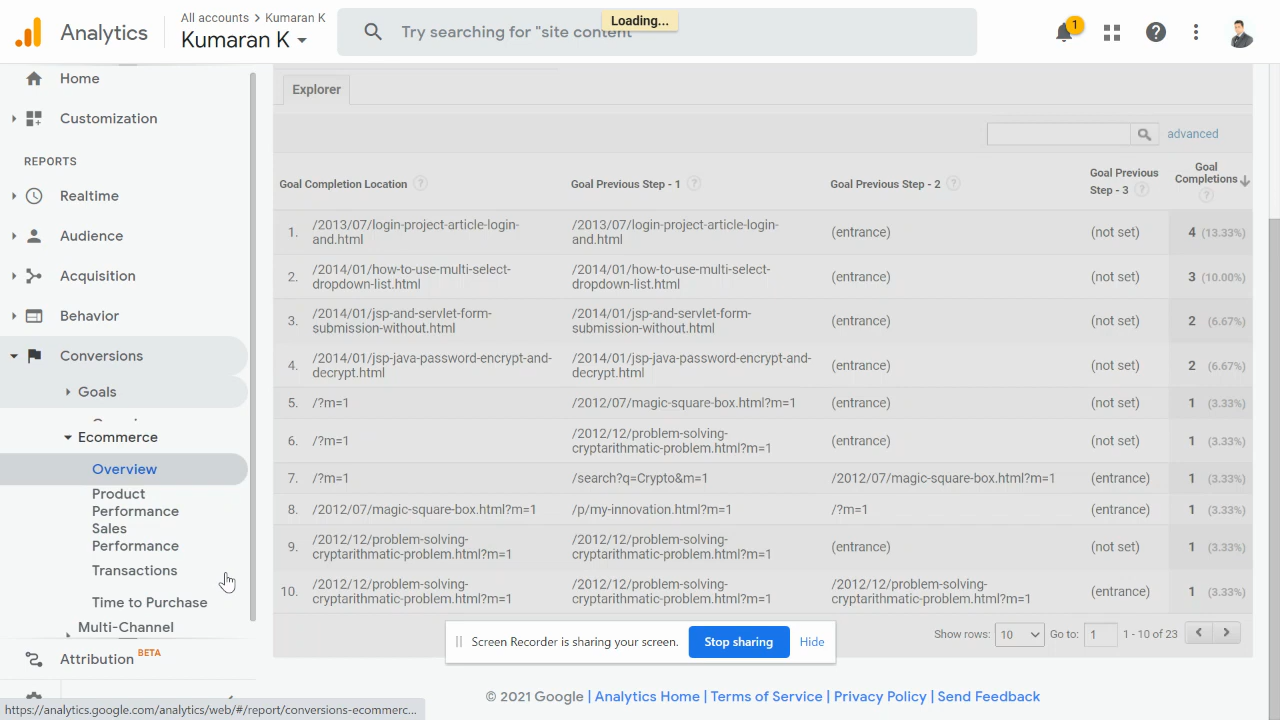 Analytics
All accounts > Kumaran K
Kumaran K
Try searching for "site content"
Loading...
1
Home
Customization
REPORTS
Realtime
Audience
Acquisition
Behavior
Conversions
Goals
Ecommerce
Overview
Product
Performance
Sales
Performance
Transactions
Time to Purchase
Multi-Channel
Attribution BETA
https://analytics.google.com/analytics/web/#/report/conversions-ecommerc...
Explorer
advanced
Goal Completion Location ?
Goal Previous Step - 1 ?
Goal Previous Step - 2 ?
Goal Previous
Step - 3 ?
Goal
Completions
?
1. /2013/07/login-project-article-login-
and.html
/2013/07/login-project-article-login-
and.html
(entrance)
(not set)
4 (13.33%)
2. /2014/01/how-to-use-multi-select-
dropdown-list.html
/2014/01/how-to-use-multi-select-
dropdown-list.html
(entrance)
(not set)
3 (10.00%)
3. /2014/01/jsp-and-servlet-form-
submission-without.html
/2014/01/jsp-and-servlet-form-
submission-without.html
(entrance)
(not set)
2 (6.67%)
4. /2014/01/jsp-java-password-encrypt-and-
decrypt.html
/2014/01/jsp-java-password-encrypt-and-
decrypt.html
(entrance)
(not set)
2 (6.67%)
5. /?m=1
/2012/07/magic-square-box.html?m=1
(entrance)
(not set)
1 (3.33%)
6. /?m=1
/2012/12/problem-solving-
cryptarithmatic-problem.html?m=1
(entrance)
(not set)
1 (3.33%)
7. /?m=1
/search?q=Crypto&m=1
/2012/07/magic-square-box.html?m=1
(entrance)
1 (3.33%)
8. /2012/07/magic-square-box.html?m=1
/p/my-innovation.html?m=1
/?m=1
(entrance)
1 (3.33%)
9. /2012/12/problem-solving-
cryptarithmatic-problem.html?m=1
/2012/12/problem-solving-
cryptarithmatic-problem.html?m=1
(entrance)
(not set)
1 (3.33%)
10. /2012/12/problem-solving-
cryptarithmatic-problem.html?m=1
/2012/12/problem-solving-
cryptarithmatic-problem.html?m=1
/2012/12/problem-solving-
cryptarithmatic-problem.html?m=1
(entrance)
1 (3.33%)
Screen Recorder is sharing your screen.
Stop sharing
Hide
Show rows: 10 Go to: 1 1 - 10 of 23
© 2021 Google | Analytics Home | Terms of Service | Privacy Policy | Send Feedback